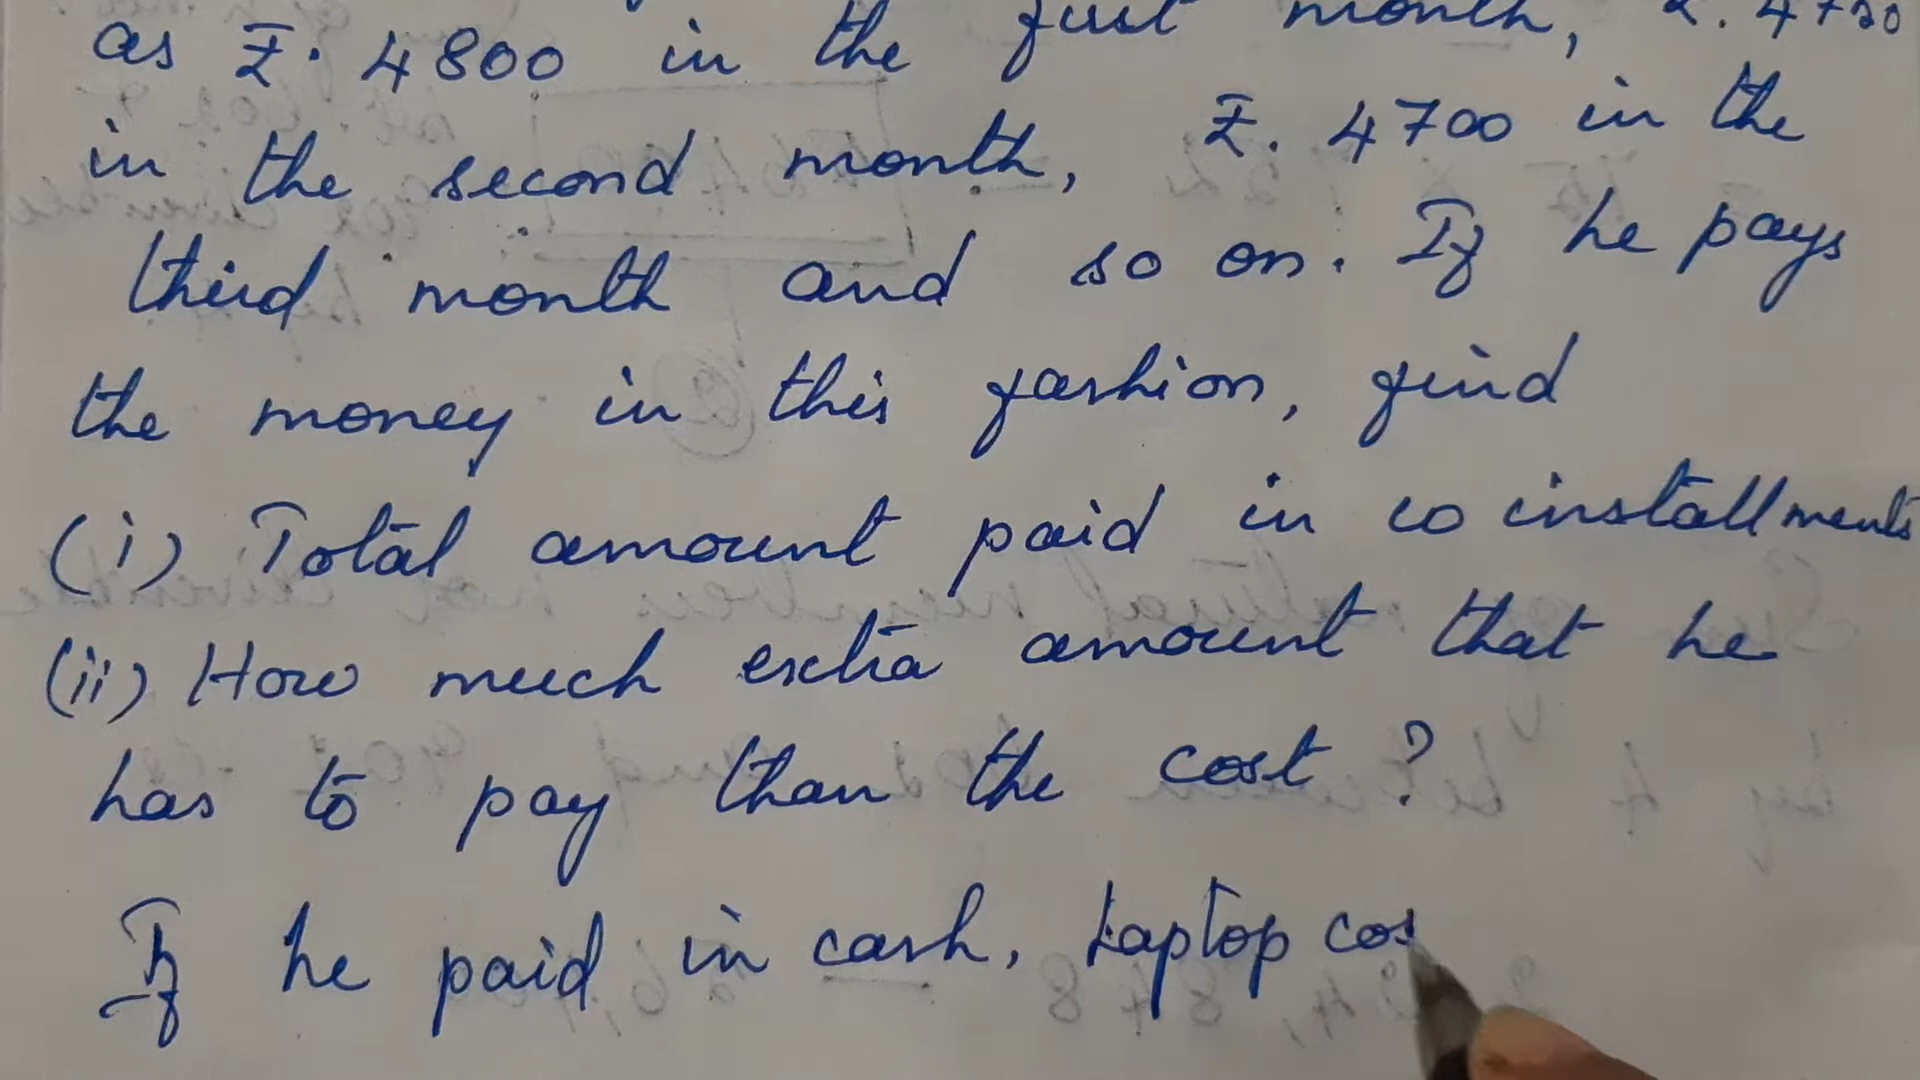 as ₹. 4800 in the first month, ₹. 4750
in the second month, ₹. 4700 in the
third month and so on. If he pays
the money in this fashion, find
(i) Total amount paid in 10 installments
(ii) How much extra amount that he
has to pay than the cost?
If he paid in cash, Laptop cos